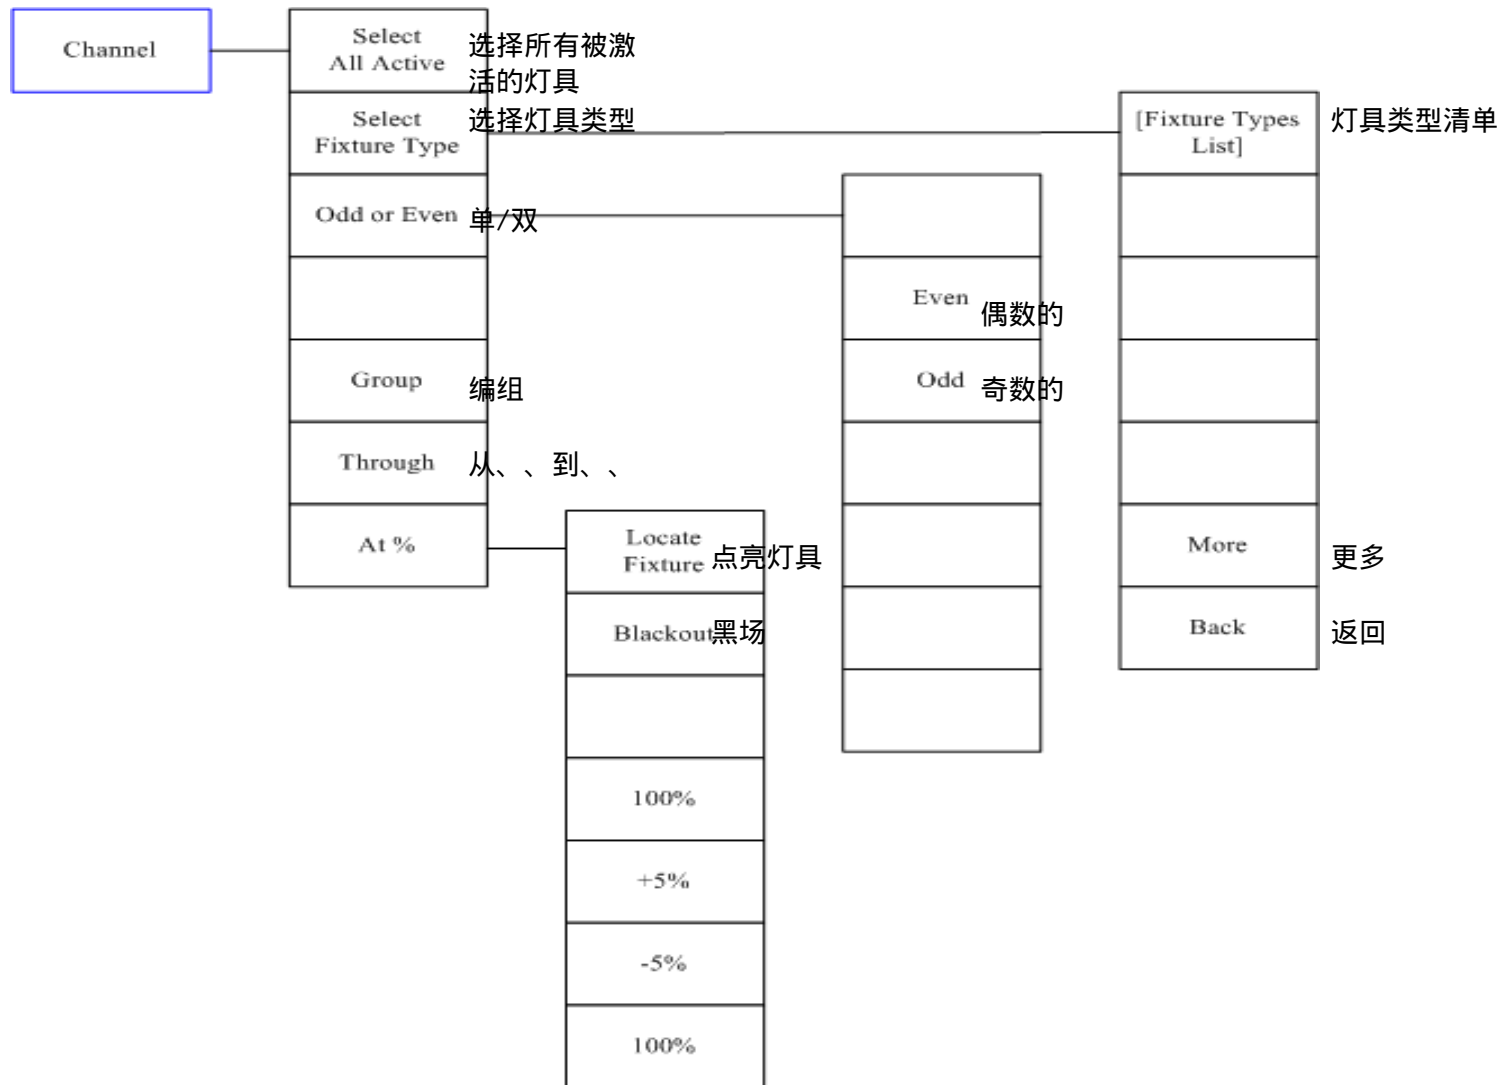 Channel
Select
All Active
选择所有被激
活的灯具
Select
Fixture Type
选择灯具类型
[Fixture Types
List]
灯具类型清单
Odd or Even
单/双
Even
偶数的
Group
编组
Odd
奇数的
Through
从、、到、、
At %
Locate
Fixture
点亮灯具
More
更多
Blackout
黑场
Back
返回
100%
+5%
-5%
100%